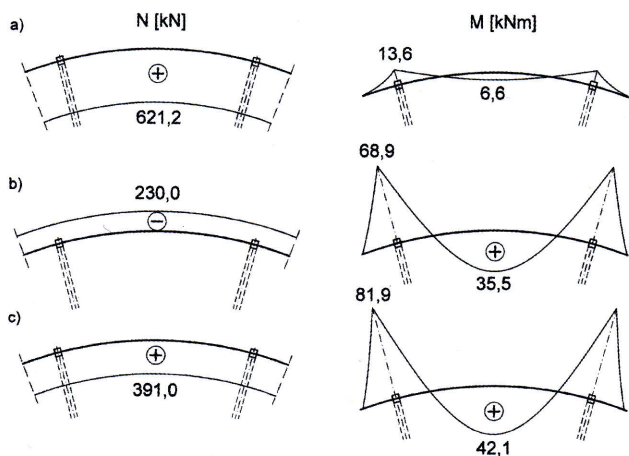 N [kN]
M [kNm]
a)
621,2
13,6
6,6
b)
230,0
68,9
35,5
c)
391,0
81,9
42,1